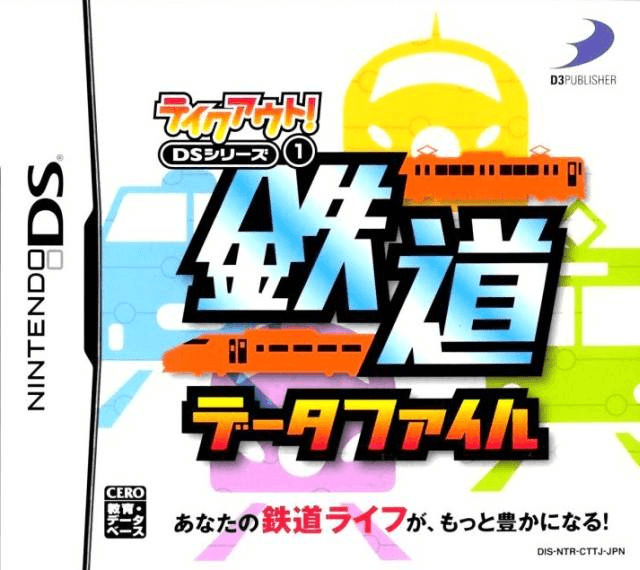 NINTENDO DS
D3PUBLISHER
テイクアウト!
DSシリーズ 1
鉄道
データファイル
CERO
教育・
データ
ベース
あなたの鉄道ライフが、もっと豊かになる!
DIS-NTR-CTTJ-JPN